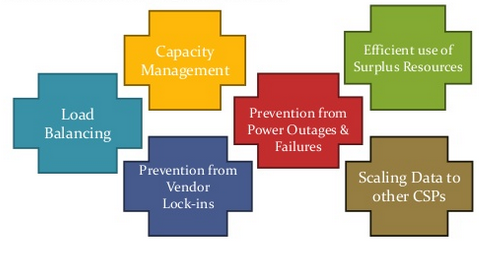 Capacity
Management
Efficient use of
Surplus Resources
Load
Balancing
Prevention from
Power Outages &
Failures
Prevention from
Vendor
Lock-ins
Scaling Data to
other CSPs